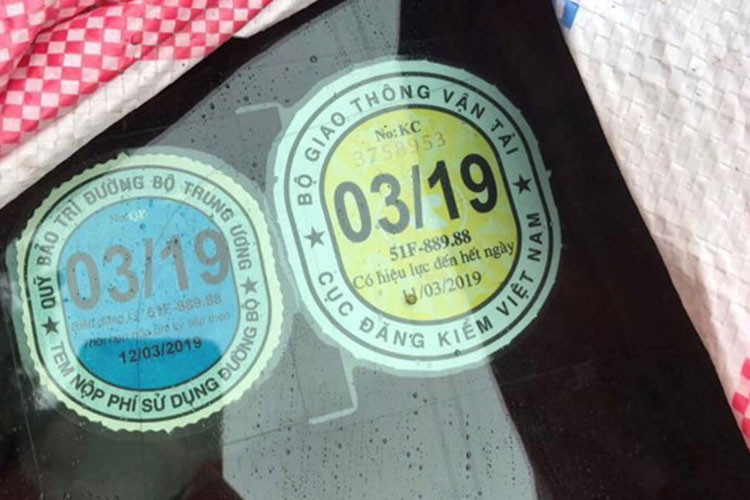 QUỸ BẢO TRÌ ĐƯỜNG BỘ TRUNG ƯƠNG
03/19
51F-889.88
12/03/2019
TEM NỘP PHÍ SỬ DỤNG ĐƯỜNG BỘ
BỘ GIAO THÔNG VẬN TẢI
No: KC
3258953
03/19
51F-889.88
Có hiệu lực đến hết ngày
11/03/2019
CỤC ĐĂNG KIỂM VIỆT NAM